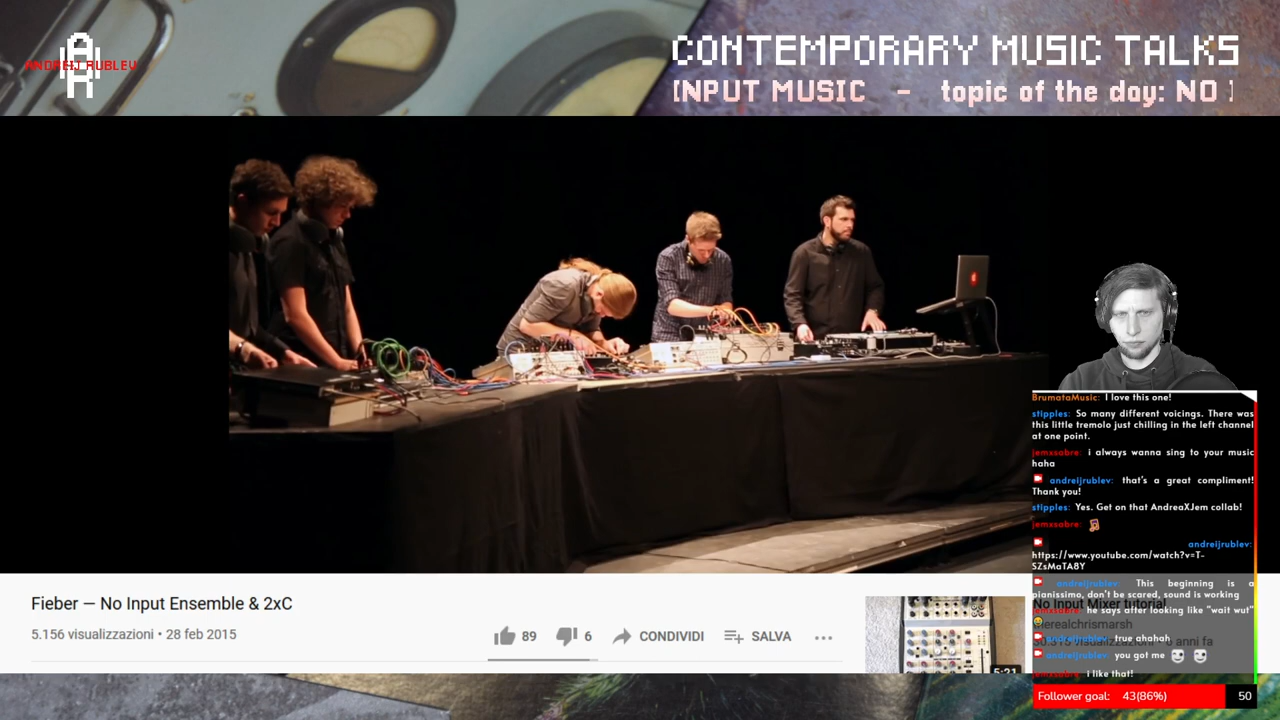 ANDREIJ RUBLEV
CONTEMPORARY MUSIC TALKS
INPUT MUSIC - topic of the day: NO
Fieber – No Input Ensemble & 2xC
5.156 visualizzazioni • 28 feb 2015
89
6
CONDIVIDI
SALVA
5:21
No Input Mixer tutorial
therealchrismarsh
anni fa
BrumataMusic: I love this one!
stipples: So many different voicings. There was
this little tremolo just chilling in the left channel
at one point.
jemxsabre: i always wanna sing to your music
haha
andreijrublev: that's a great compliment!
Thank you!
stipples: Yes. Get on that AndreaXJem collab!
jemxsabre:
andreijrublev:
https://www.youtube.com/watch?v=T-
SZsMaTA8Y
andreijrublev: This beginning is a
pianissimo, don't be scared, sound is working
jemxsabre: he says after looking like "wait wut"
andreijrublev: true ahahah
andreijrublev: you got me
jemxsabre: i like that!
Follower goal: 43(86%)
50